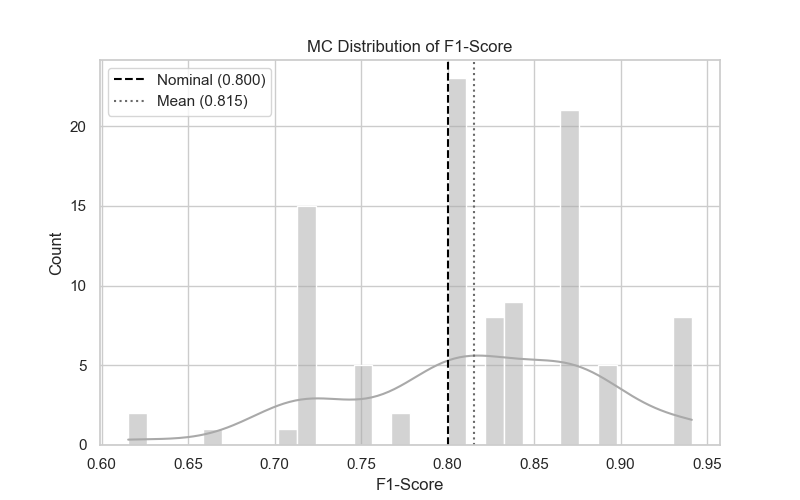 MC Distribution of F1-Score
Nominal (0.800)
Mean (0.815)
Count
20
15
10
5
0
0.60 0.65 0.70 0.75 0.80 0.85 0.90 0.95
F1-Score